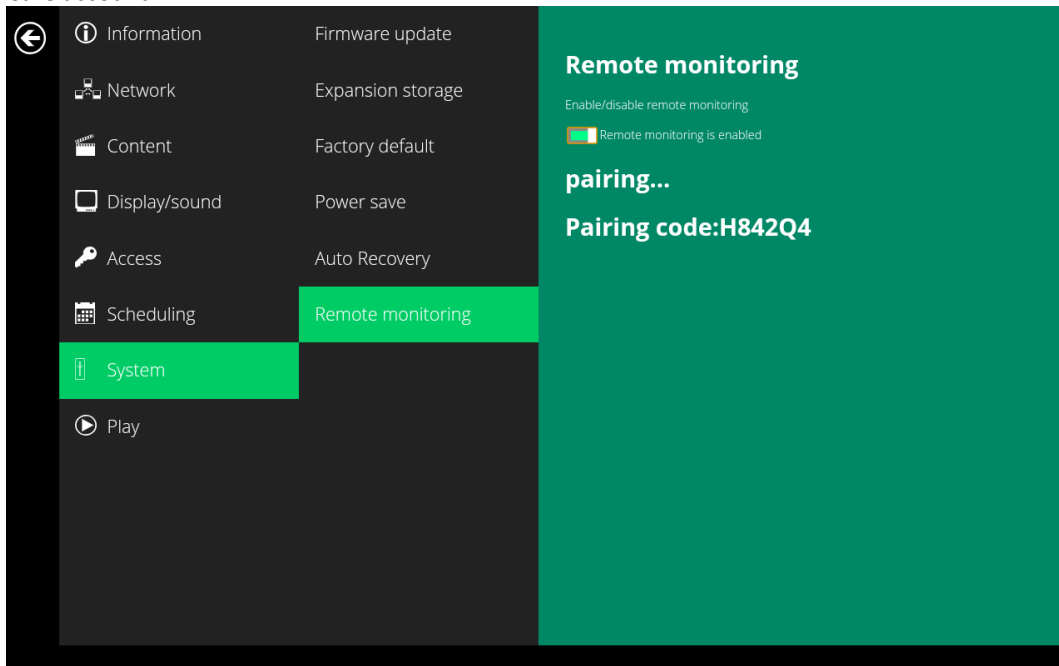 Information
Network
Content
Display/sound
Access
Scheduling
System
Play
Firmware update
Expansion storage
Factory default
Power save
Auto Recovery
Remote monitoring
Remote monitoring
Enable/disable remote monitoring
Remote monitoring is enabled
pairing...
Pairing code:H842Q4